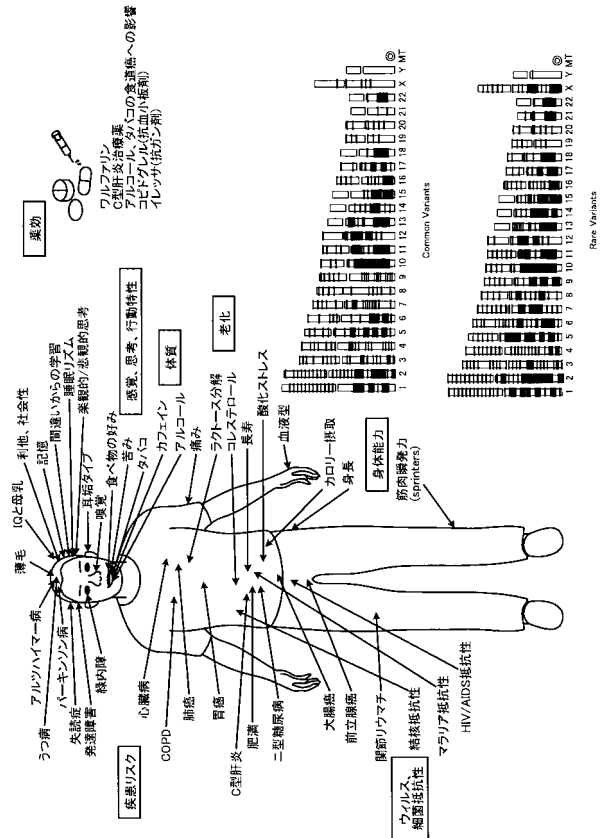 薬効
ワルファリン
C型肝炎治療薬
アルコール、タバコの食道癌への影響
コピドグレル(抗血小板剤)
イレッサ(抗ガン剤)
薄毛
IQと母乳
利他、社会性
記憶
間違いからの学習
睡眠リズム
楽観的/悲観的思考
耳垢タイプ
嗅覚
食べ物の好み
苦み
タバコ
感覚、思考、行動特性
カフェイン
アルコール
痛み
体質
ラクトース分解
コレステロール
老化
長寿
酸化ストレス
血液型
カロリー摂取
身長
身体能力
筋肉瞬発力
(sprinters)
うつ病
アルツハイマー病
パーキンソン病
失読症
発達障害
緑内障
疾患リスク
心臓病
COPD
肺癌
胃癌
C型肝炎
肥満
二型糖尿病
大腸癌
前立腺癌
関節リウマチ
ウィルス、
細菌抵抗性
結核抵抗性
マラリア抵抗性
HIV/AIDS抵抗性
1 2 3 4 5 6 7 8 9 10 11 12 13 14 15 16 17 18 19 20 21 22 X Y MT
Common Variants
1 2 3 4 5 6 7 8 9 10 11 12 13 14 15 16 17 18 19 20 21 22 X Y MT
Rare Variants